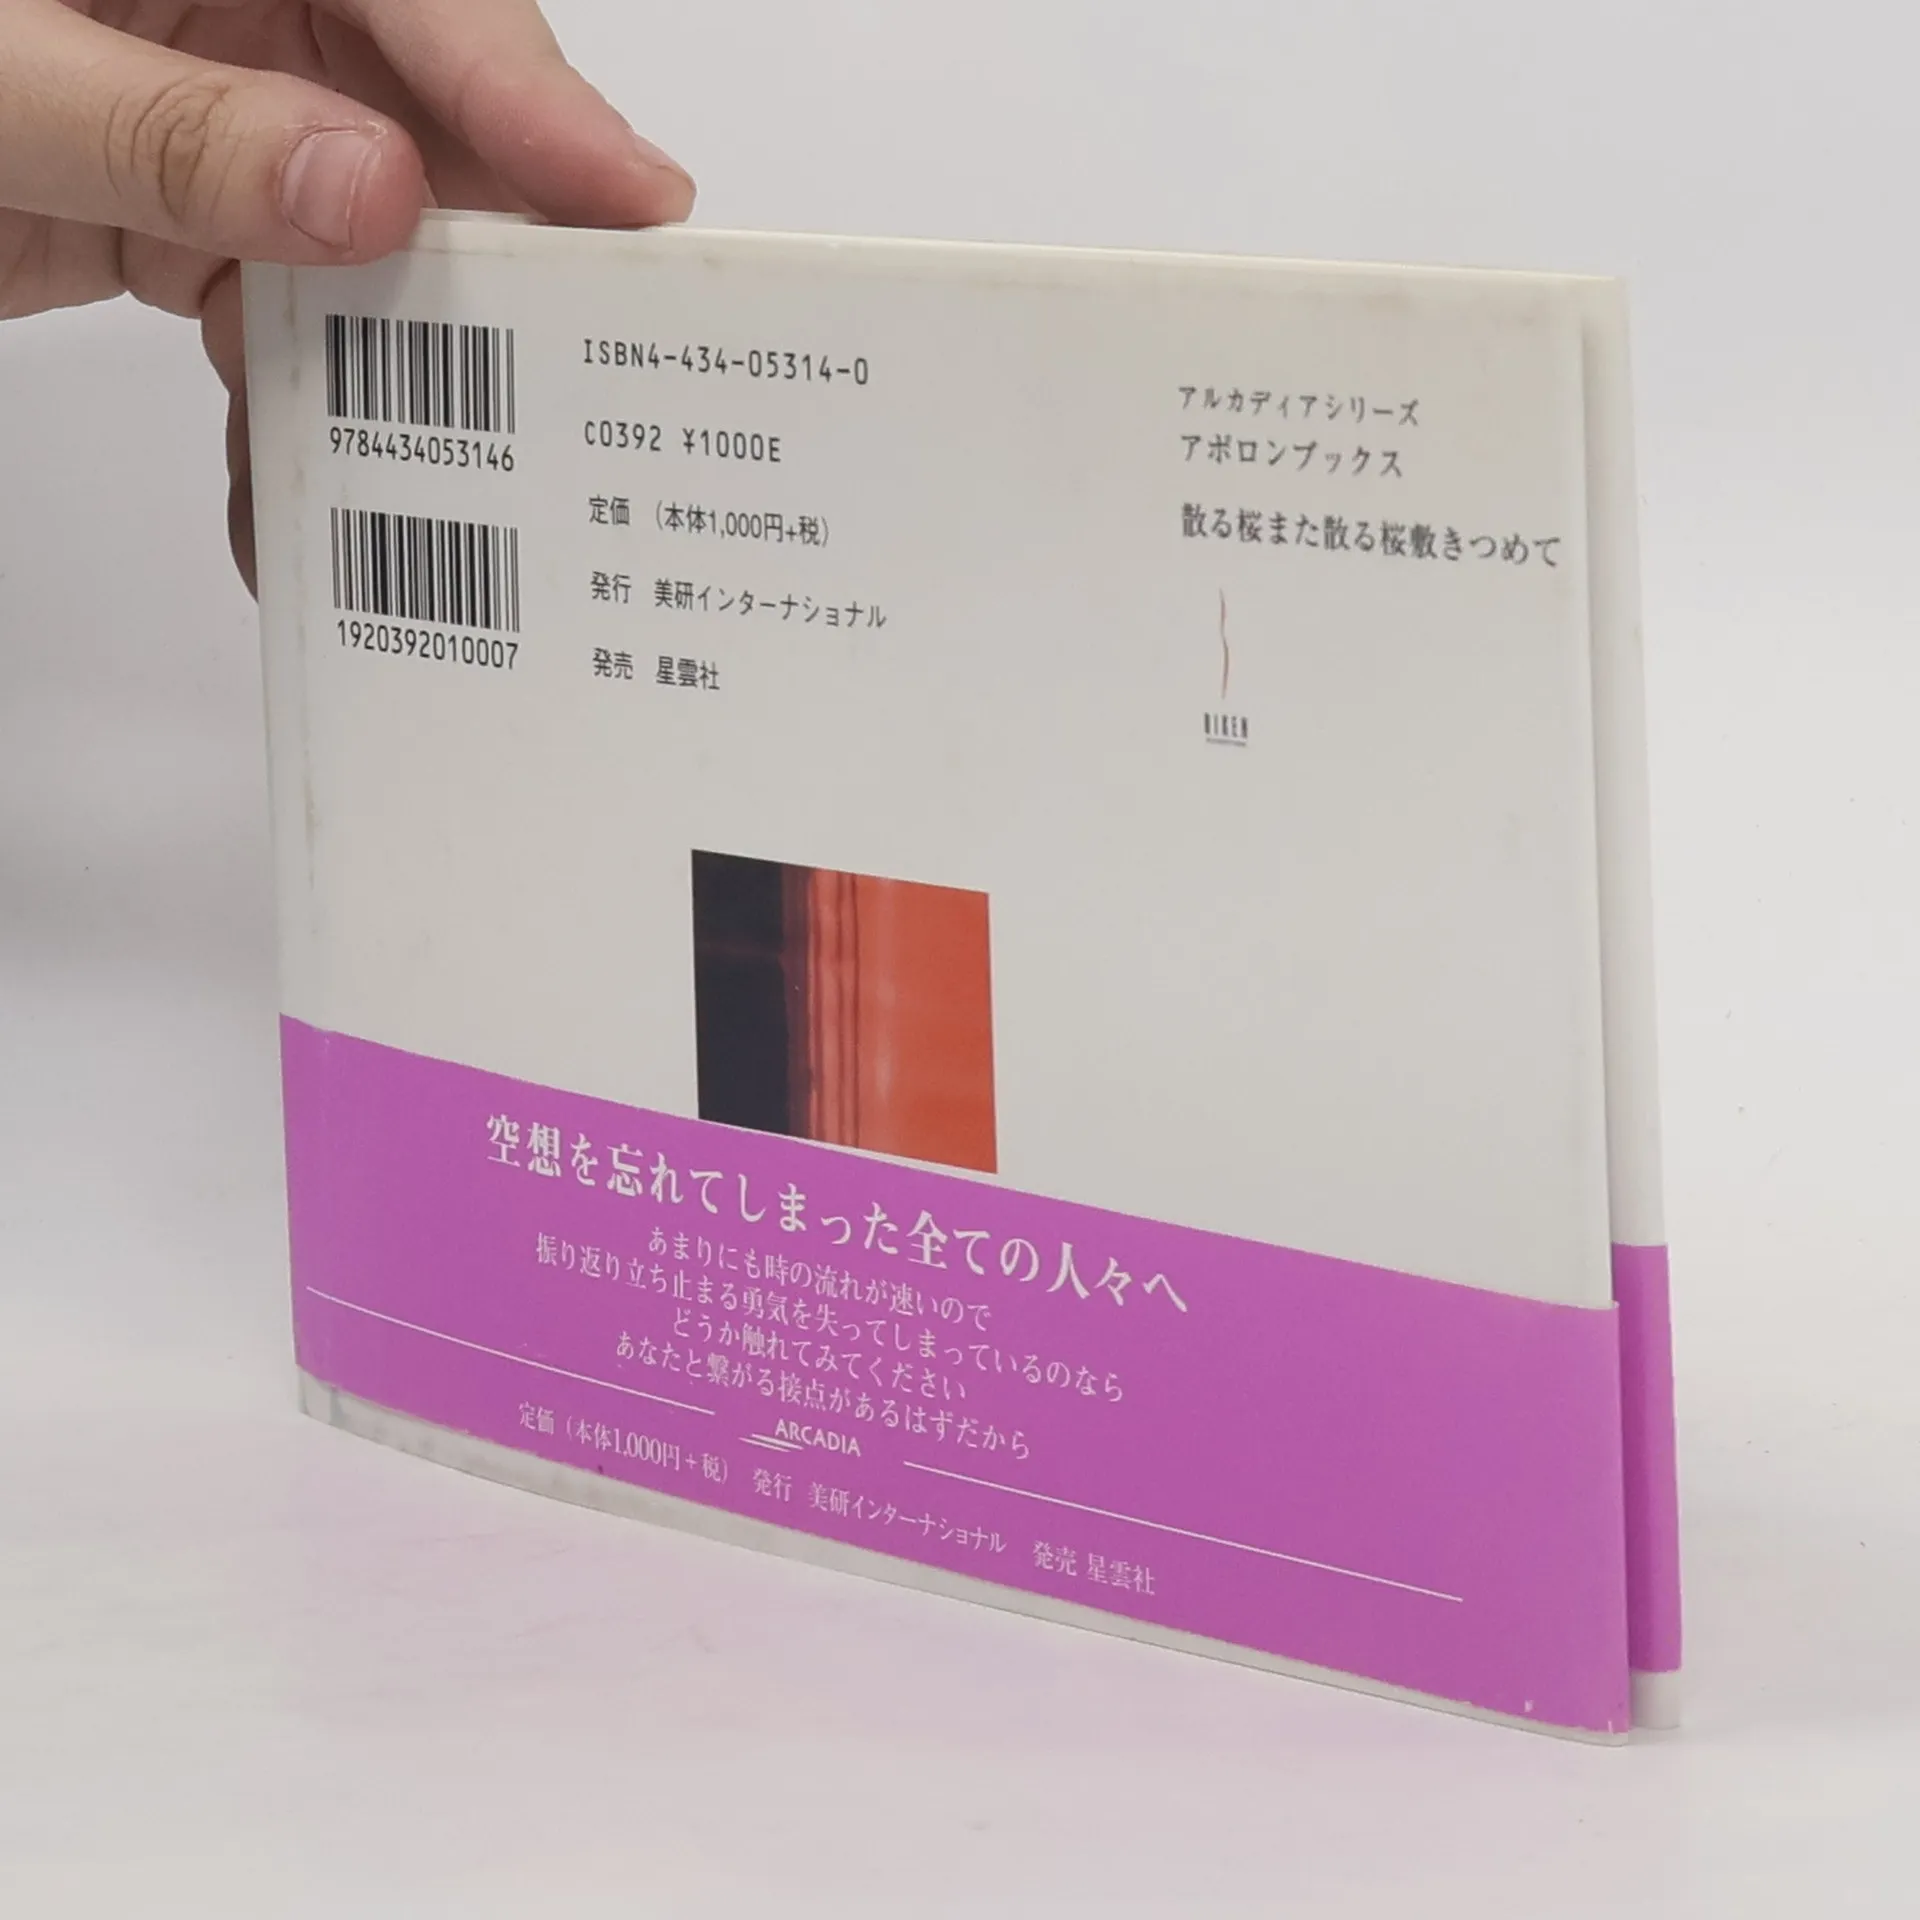 9784434053146
1920392010007
ISBN4-434-05314-0
C0392 ¥1000E
定価 (本体1,000円+税)
発行 美研インターナショナル
発売 星雲社
アルカディアシリーズ
アポロンブックス
散る桜また散る桜敷きつめて
BIKEN
空想を忘れてしまった全ての人々へ
あまりにも時の流れが速いので
振り返り立ち止まる勇気を失ってしまっているのなら
どうか触れてみてください
あなたと繋がる接点があるはずだから
ARCADIA
定価 (本体1,000円+税) 発行 美研インターナショナル 発売 星雲社